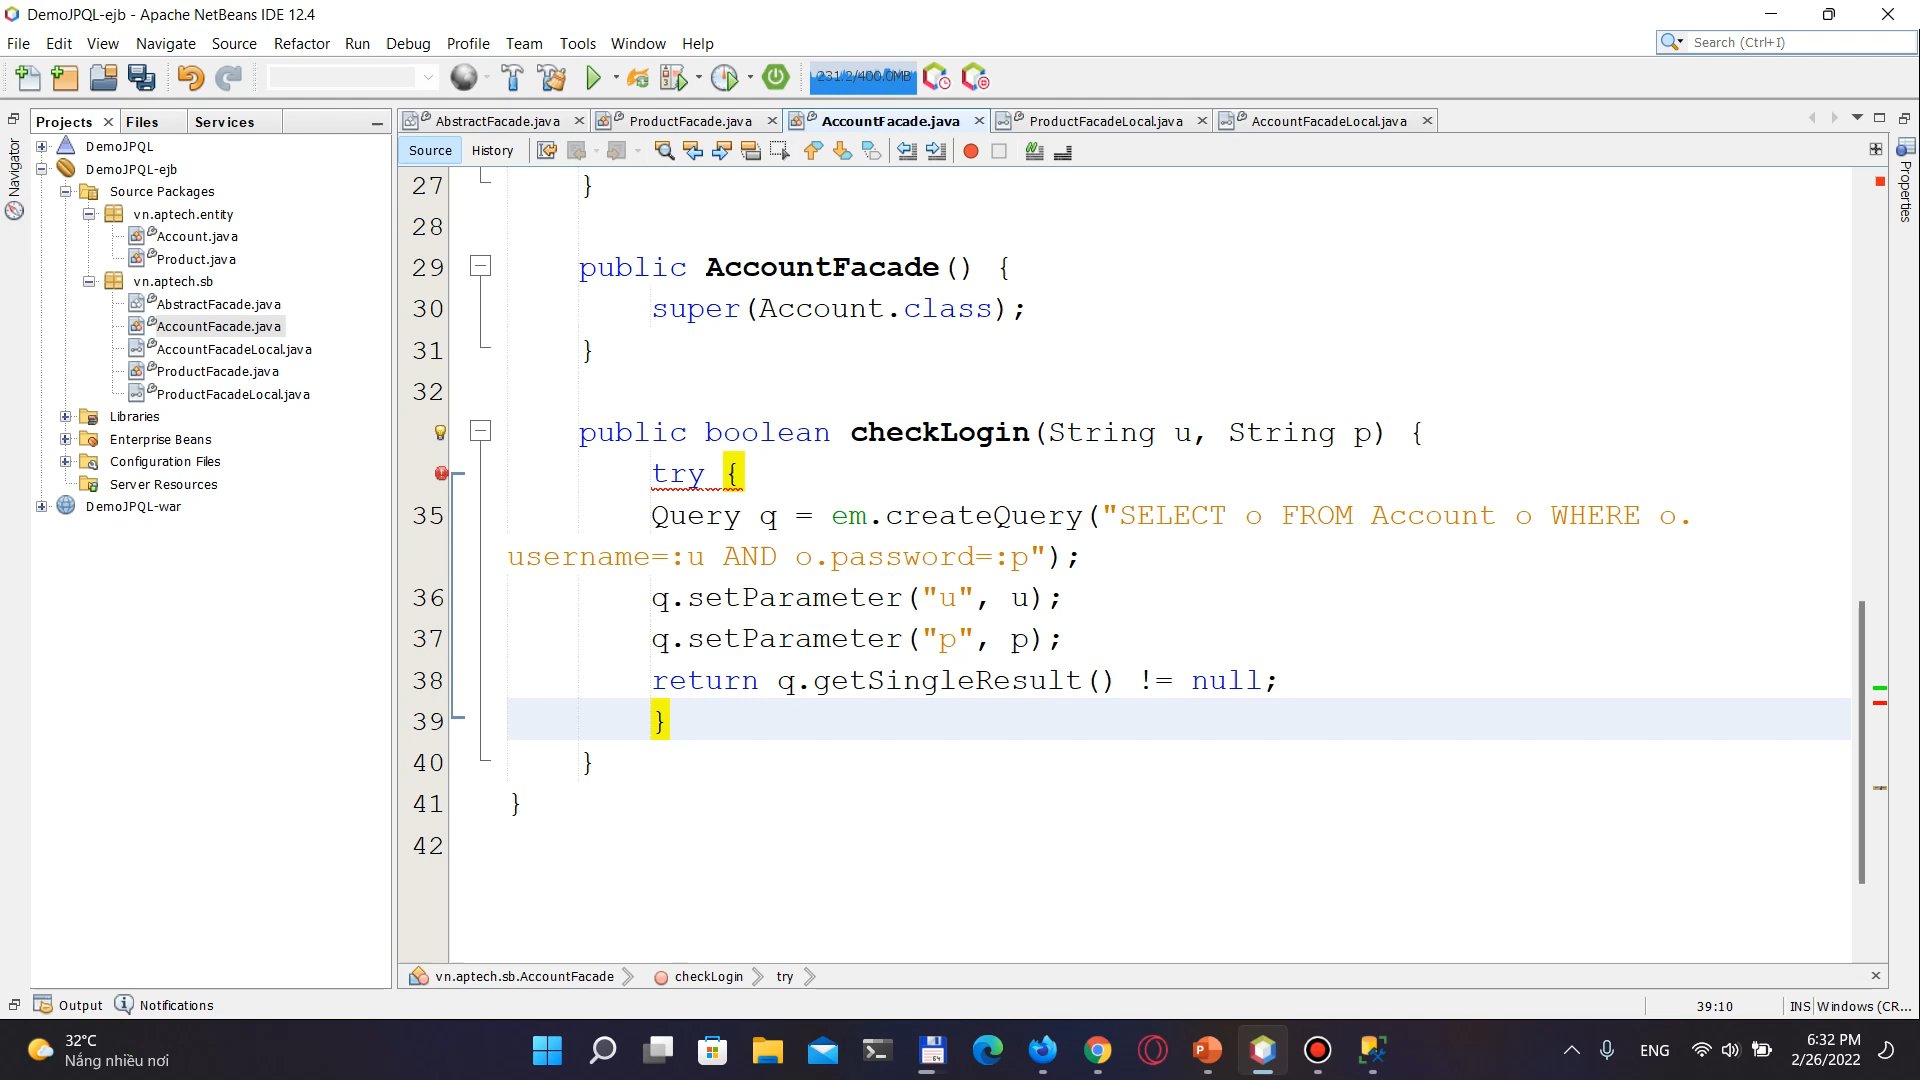 DemoJPQL-ejb - Apache NetBeans IDE 12.4
File Edit View Navigate Source Refactor Run Debug Profile Team Tools Window Help
Search (Ctrl+I)
231.2/400.0MB
Projects Files Services
AbstractFacade.java ProductFacade.java AccountFacade.java ProductFacadeLocal.java AccountFacadeLocal.java
Source History
Navigator
Properties
DemoJPQL
DemoJPQL-ejb
Source Packages
vn.aptech.entity
Account.java
Product.java
vn.aptech.sb
AbstractFacade.java
AccountFacade.java
AccountFacadeLocal.java
ProductFacade.java
ProductFacadeLocal.java
Libraries
Enterprise Beans
Configuration Files
Server Resources
DemoJPQL-war
27 }
28
29 public AccountFacade() {
30 super(Account.class);
31 }
32
public boolean checkLogin(String u, String p) {
try {
35 Query q = em.createQuery("SELECT o FROM Account o WHERE o.
username=:u AND o.password=:p");
36 q.setParameter("u", u);
37 q.setParameter("p", p);
38 return q.getSingleResult() != null;
39 }
40 }
41 }
42
vn.aptech.sb.AccountFacade checkLogin try
Output Notifications
39:10 INS Windows (CR...
32°C
Nắng nhiều nơi
ENG
6:32 PM
2/26/2022